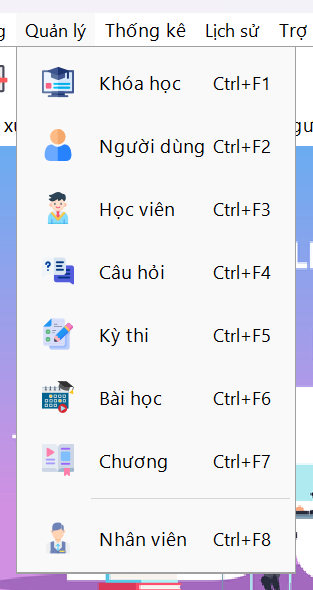 Quản lý Thống kê Lịch sử Trợ
Khóa học Ctrl+F1
Người dùng Ctrl+F2
Học viên Ctrl+F3
Câu hỏi Ctrl+F4
Kỳ thi Ctrl+F5
Bài học Ctrl+F6
Chương Ctrl+F7
Nhân viên Ctrl+F8